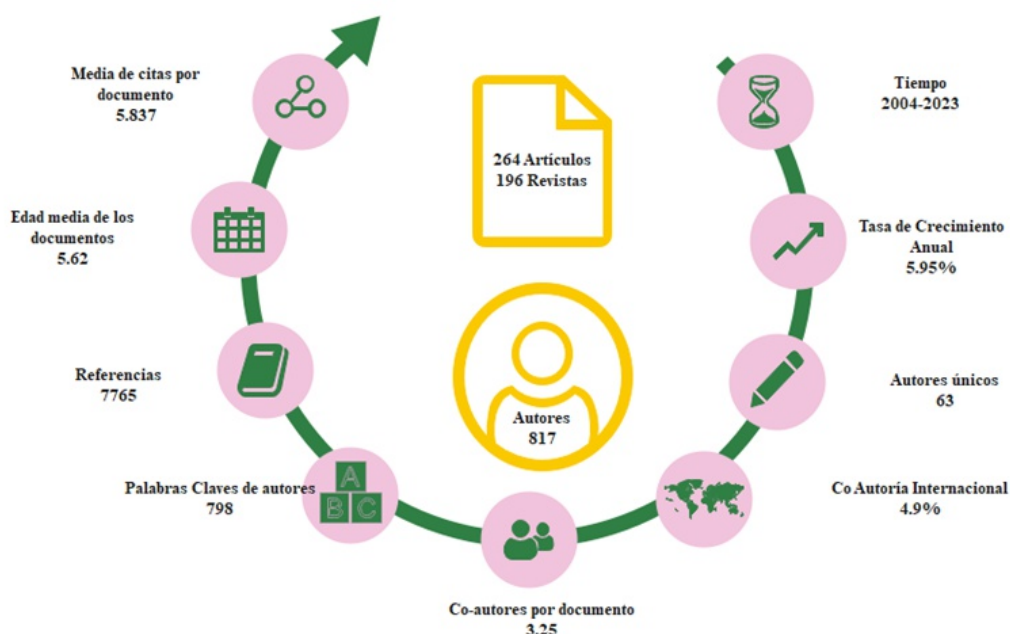 Media de citas por
documento
5.837
Edad media de los
documentos
5.62
Referencias
7765
Palabras Claves de autores
798
Co-autores por documento
3.25
Co Autoría Internacional
4.9%
Autores únicos
63
Tasa de Crecimiento
Anual
5.95%
Tiempo
2004-2023
264 Artículos
196 Revistas
Autores
817
A
B C